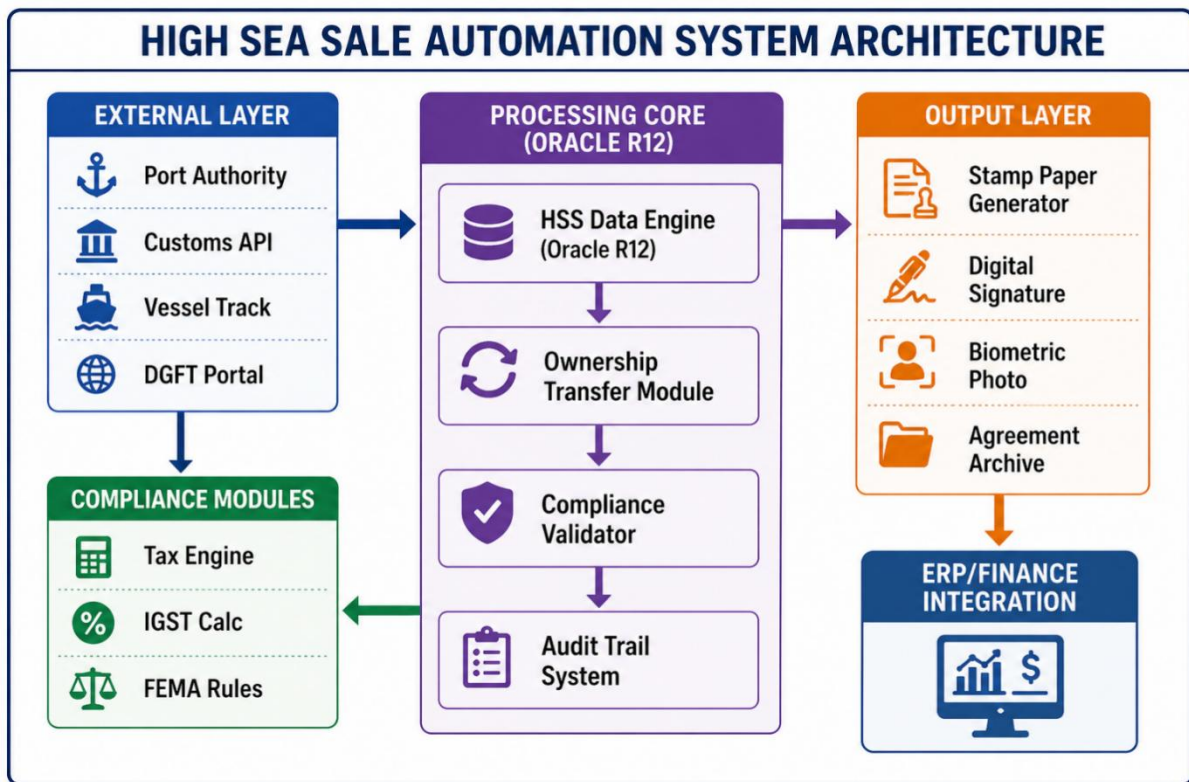 HIGH SEA SALE AUTOMATION SYSTEM ARCHITECTURE
EXTERNAL LAYER
Port Authority
Customs API
Vessel Track
DGFT Portal
COMPLIANCE MODULES
Tax Engine
%
IGST Calc
FEMA Rules
PROCESSING CORE
(ORACLE R12)
HSS Data Engine
(Oracle R12)
Ownership
Transfer Module
Compliance
Validator
Audit Trail
System
OUTPUT LAYER
Stamp Paper
Generator
Digital
Signature
Biometric
Photo
Agreement
Archive
ERP/FINANCE
INTEGRATION
$